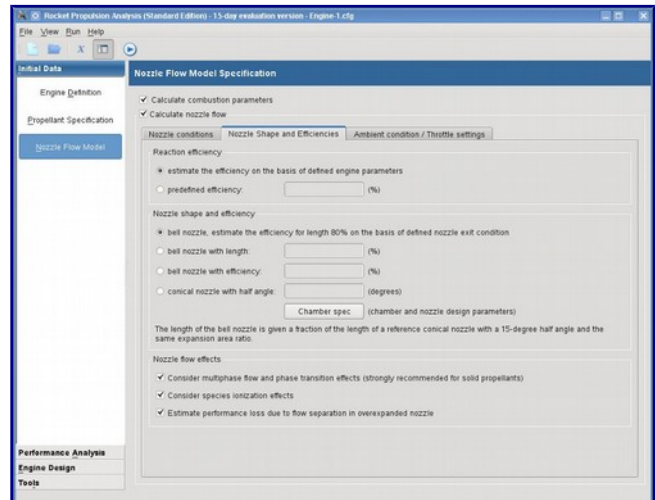 Rocket Propulsion Analysis (Standard Edition) - 15-day evaluation version - Engine-1.cfg
File View Run Help
X
Initial Data
Engine Definition
Propellant Specification
Nozzle Flow Model
Performance Analysis
Engine Design
Tools
Nozzle Flow Model Specification
Calculate combustion parameters
Calculate nozzle flow
Nozzle conditions Nozzle Shape and Efficiencies Ambient condition / Throttle settings
Reaction efficiency
estimate the efficiency on the basis of defined engine parameters
predefined efficiency: (%)
Nozzle shape and efficiency
bell nozzle, estimate the efficiency for length 80% on the basis of defined nozzle exit condition
bell nozzle with length: (%)
bell nozzle with efficiency: (%)
conical nozzle with half angle: (degrees)
Chamber spec (chamber and nozzle design parameters)
The length of the bell nozzle is given a fraction of the length of a reference conical nozzle with a 15-degree half angle and the
same expansion area ratio.
Nozzle flow effects
Consider multiphase flow and phase transition effects (strongly recommended for solid propellants)
Consider species ionization effects
Estimate performance loss due to flow separation in overexpanded nozzle